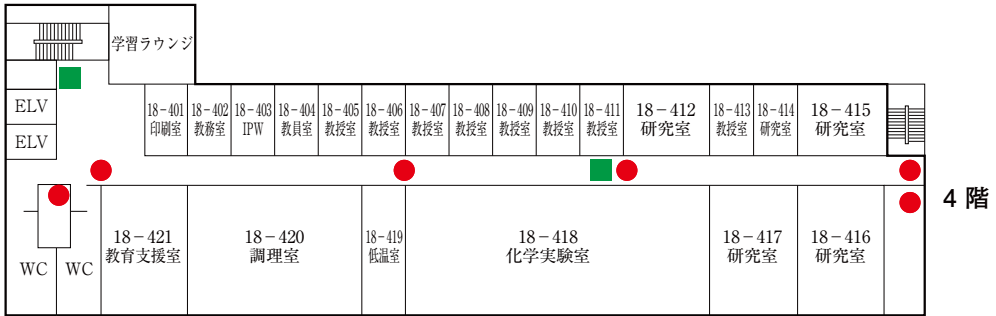 学習ラウンジ
ELV
ELV
18-401
印刷室
18-402
教務室
18-403
IPW
18-404
教員室
18-405
教授室
18-406
教授室
18-407
教授室
18-408
教授室
18-409
教授室
18-410
教授室
18-411
教授室
18-412
研究室
18-413
教授室
18-414
研究室
18-415
研究室
4階
WC
WC
18-421
教育支援室
18-420
調理室
18-419
低温室
18-418
化学実験室
18-417
研究室
18-416
研究室